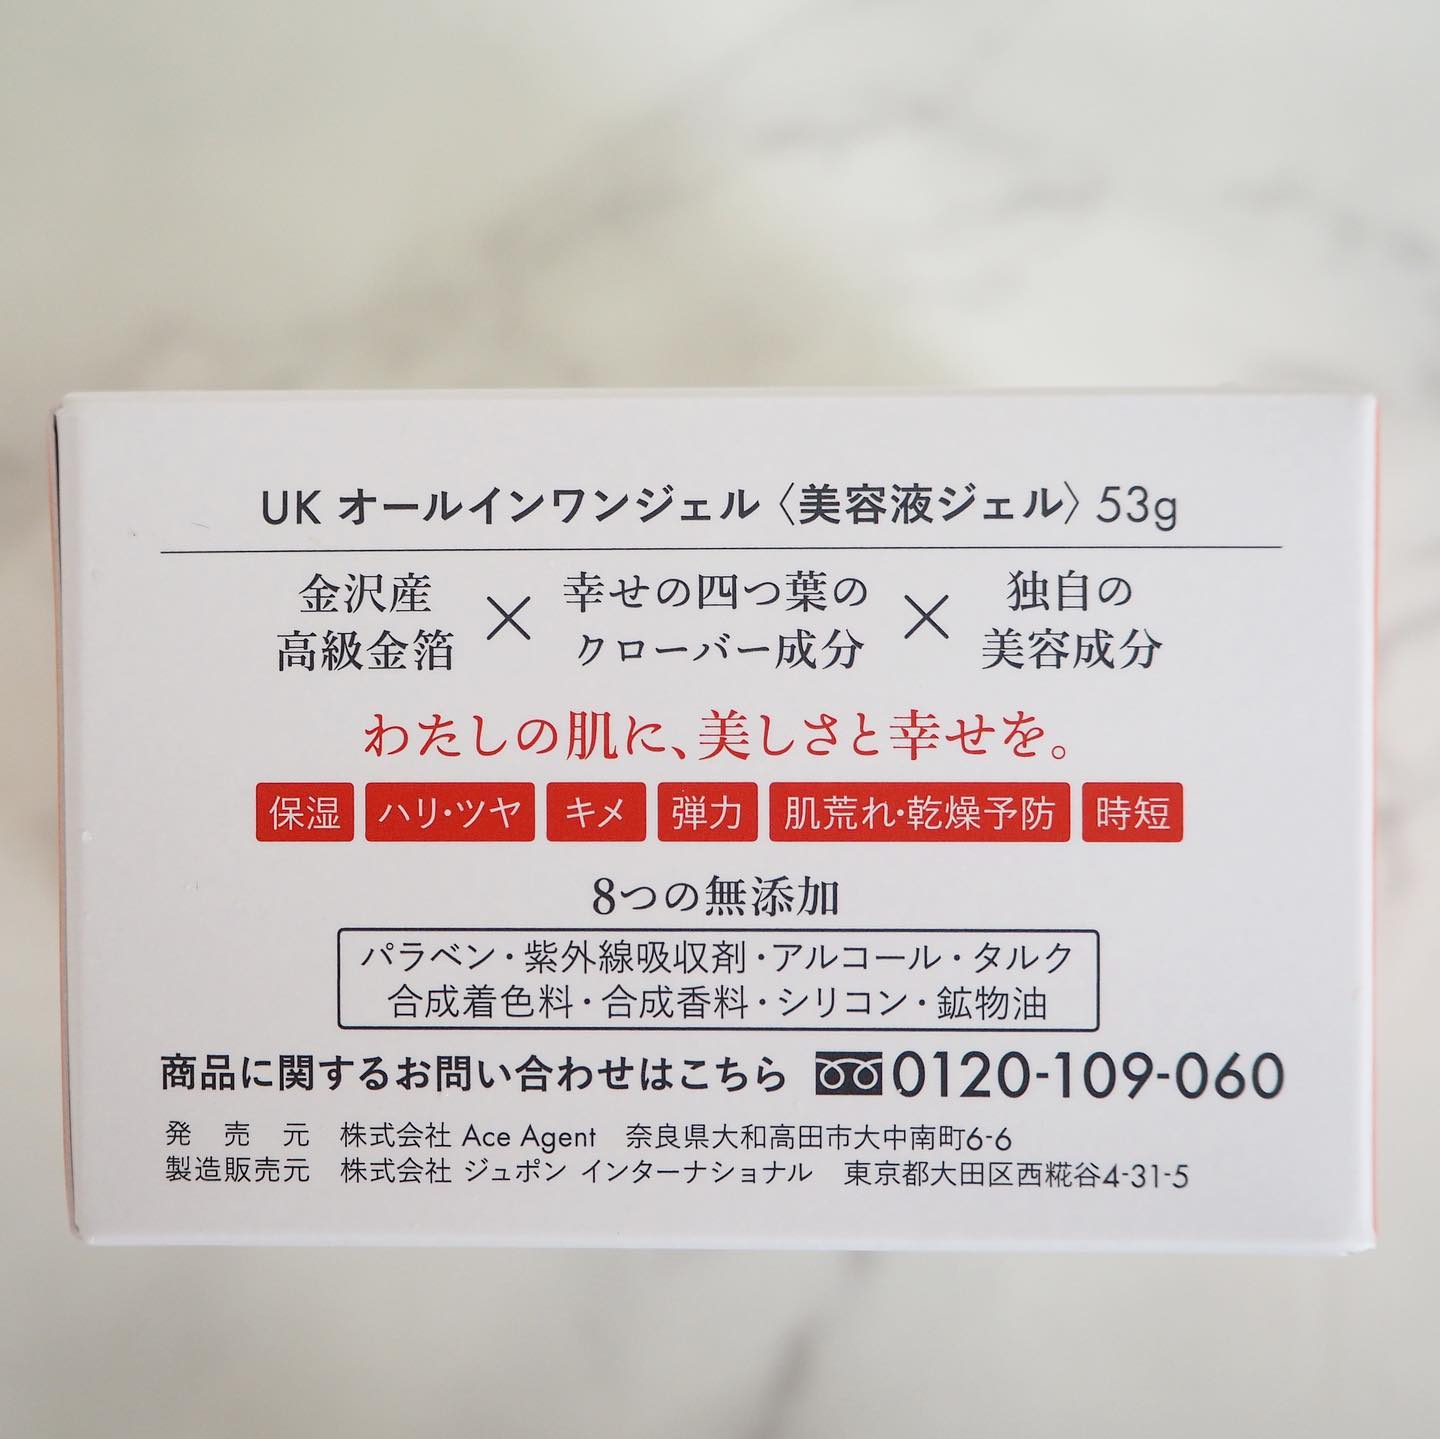 UK オールインワンジェル〈美容液ジェル〉53g
金沢産
高級金箔
×
幸せの四つ葉の
クローバー成分
×
独自の
美容成分
わたしの肌に、美しさと幸せを。
保湿 ハリ・ツヤ キメ 弾力 肌荒れ・乾燥予防 時短
8つの無添加
パラベン・紫外線吸収剤・アルコール・タルク
合成着色料・合成香料・シリコン・鉱物油
商品に関するお問い合わせはこちら 0120-109-060
発売元 株式会社 Ace Agent 奈良県大和高田市大中南町6-6
製造販売元 株式会社 ジュポン インターナショナル 東京都大田区西糀谷4-31-5